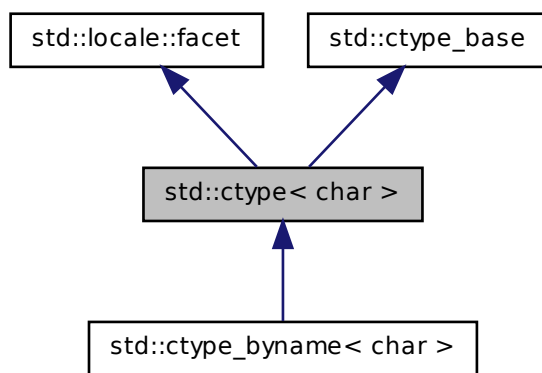 std::locale::facet
std::ctype_base
std::ctype< char >
std::ctype_byname< char >